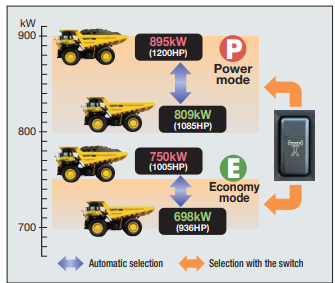 kW
900
895kW
(1200HP)
P
Power
mode
809kW
(1085HP)
800
750kW
(1005HP)
E
Economy
mode
698kW
(936HP)
700
Automatic selection
Selection with the switch